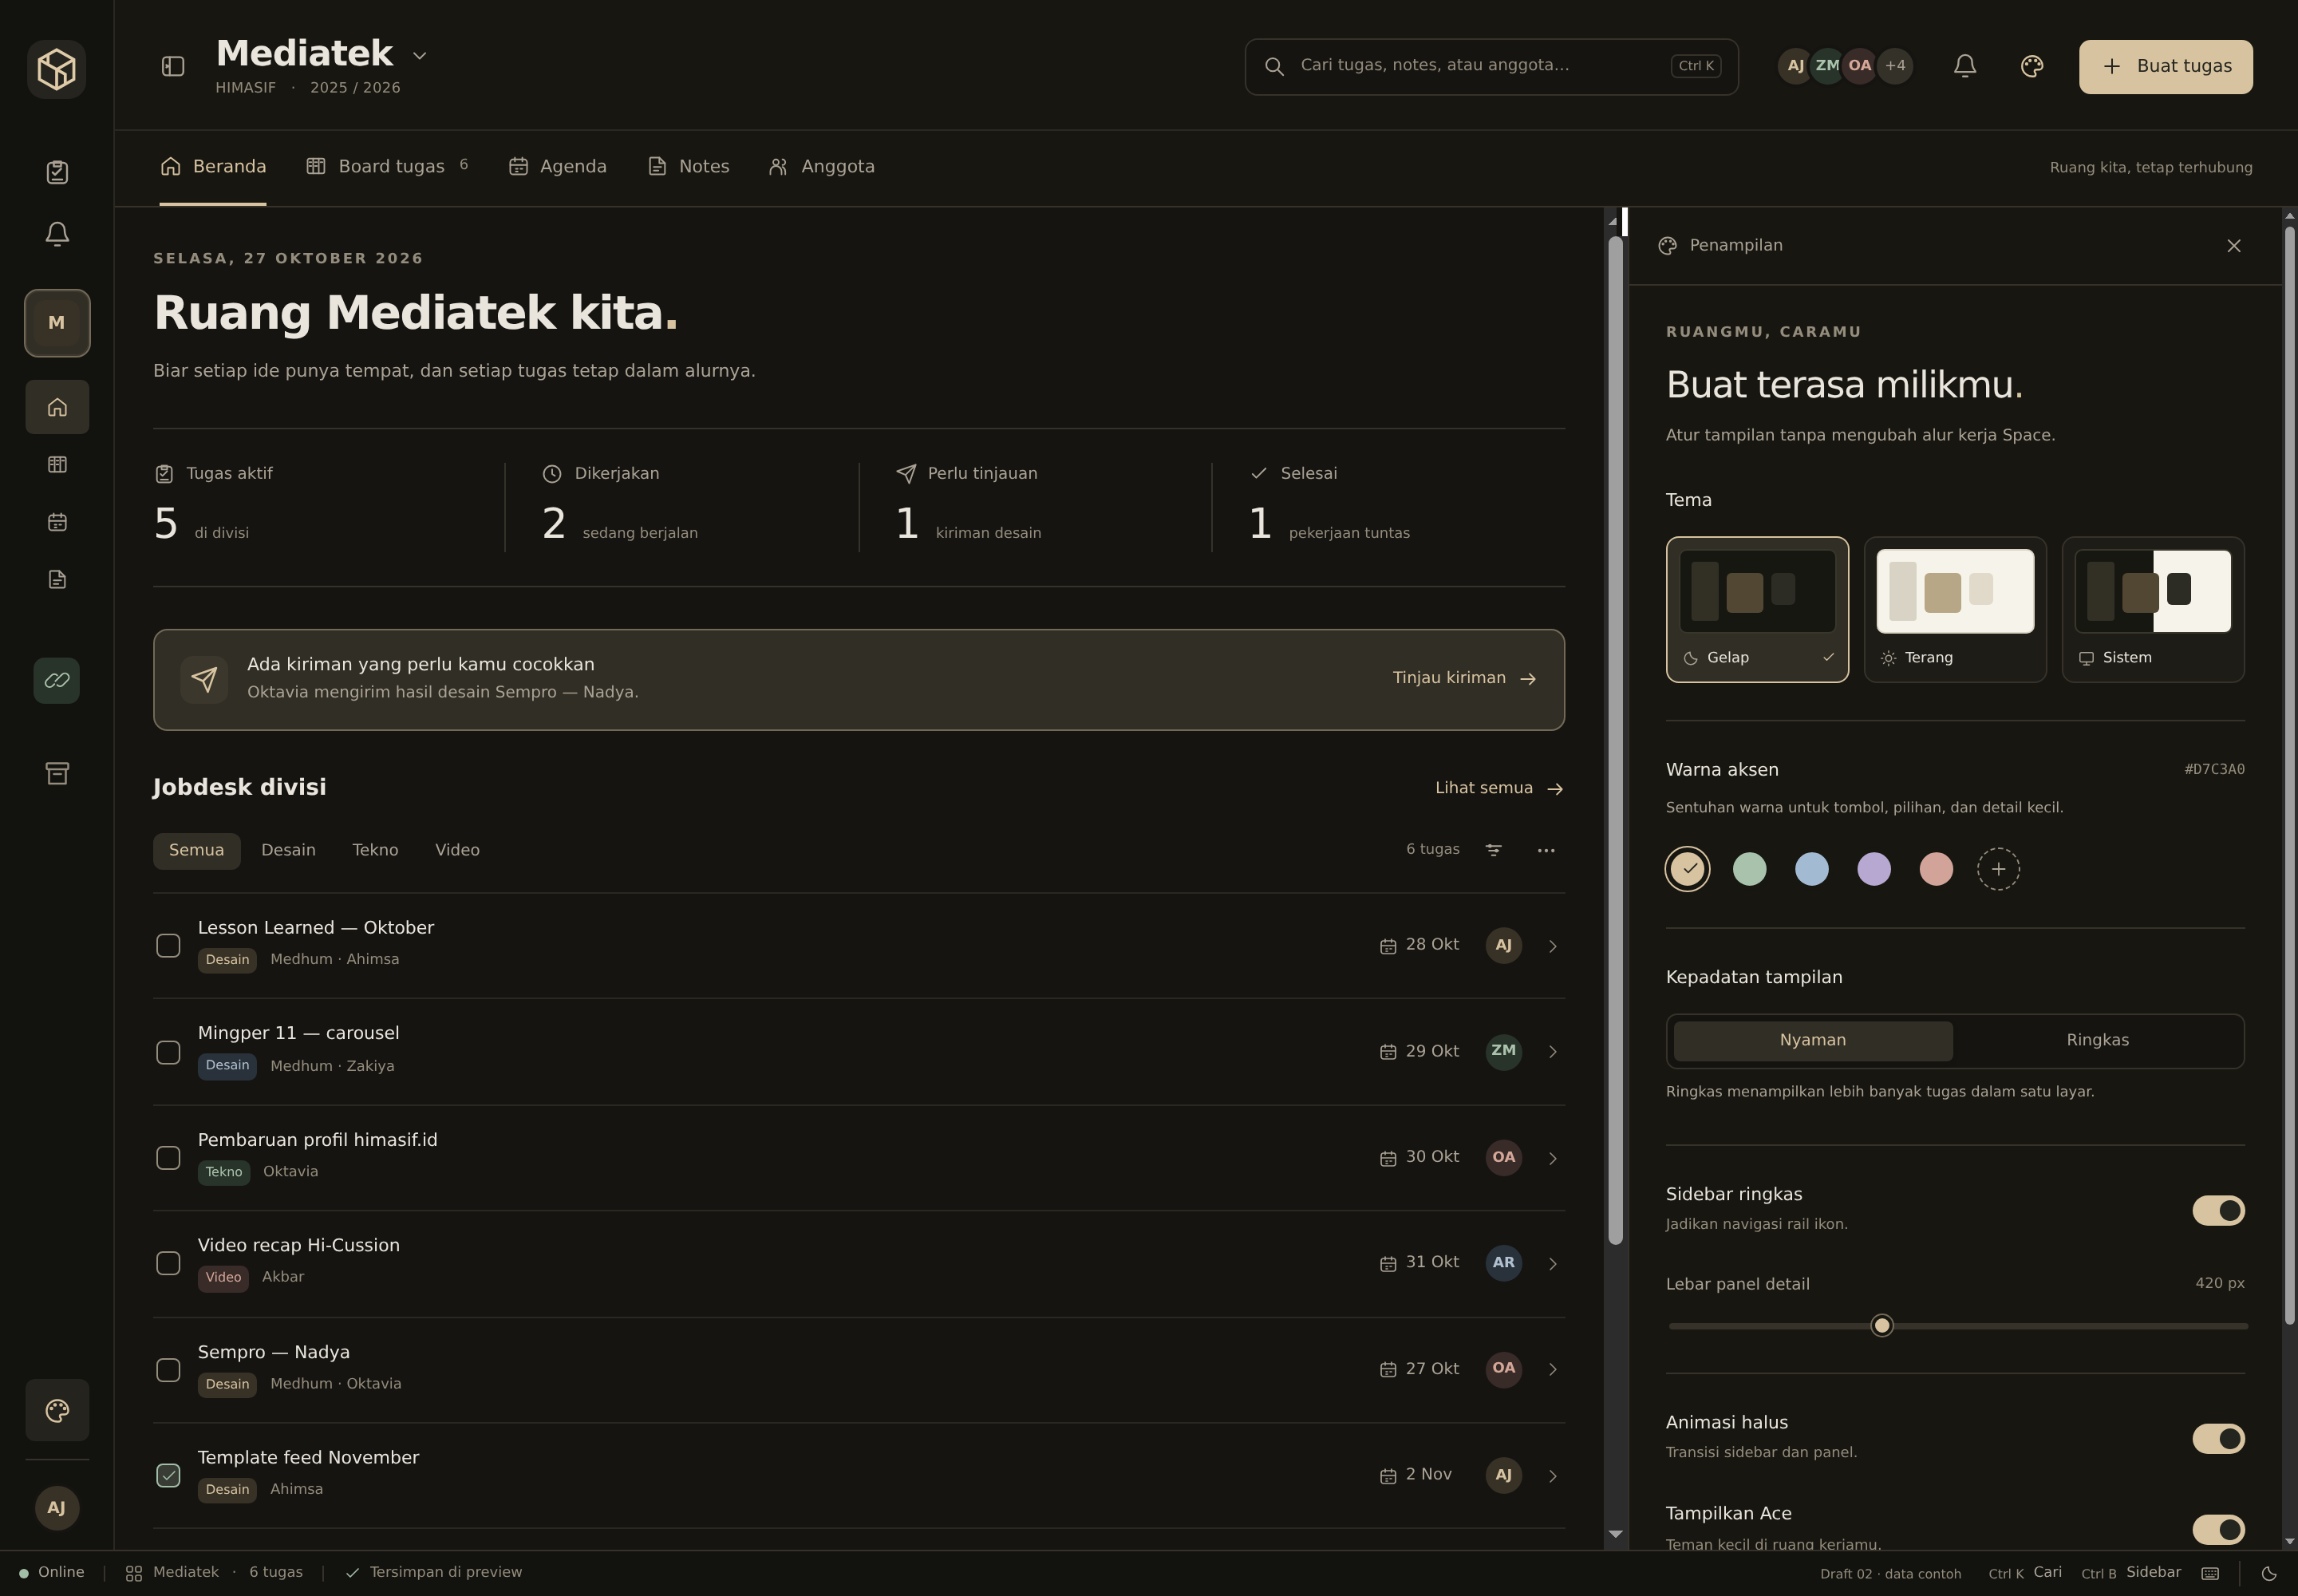 Mediatek
HIMASIF · 2025 / 2026
Cari tugas, notes, atau anggota...
Ctrl K
AJ ZM OA +4
Buat tugas
Beranda
Board tugas 6
Agenda
Notes
Anggota
Ruang kita, tetap terhubung
M
AJ
SELASA, 27 OKTOBER 2026
Ruang Mediatek kita.
Biar setiap ide punya tempat, dan setiap tugas tetap dalam alurnya.
Tugas aktif
5 di divisi
Dikerjakan
2 sedang berjalan
Perlu tinjauan
1 kiriman desain
Selesai
1 pekerjaan tuntas
Ada kiriman yang perlu kamu cocokkan
Oktavia mengirim hasil desain Sempro — Nadya.
Tinjau kiriman
Jobdesk divisi
Lihat semua
Semua
Desain
Tekno
Video
6 tugas
Lesson Learned — Oktober
Desain Medhum · Ahimsa
28 Okt
AJ
Mingper 11 — carousel
Desain Medhum · Zakiya
29 Okt
ZM
Pembaruan profil himasif.id
Tekno Oktavia
30 Okt
OA
Video recap Hi-Cussion
Video Akbar
31 Okt
AR
Sempro — Nadya
Desain Medhum · Oktavia
27 Okt
OA
Template feed November
Desain Ahimsa
2 Nov
AJ
Penampilan
RUANGMU, CARAMU
Buat terasa milikmu.
Atur tampilan tanpa mengubah alur kerja Space.
Tema
Gelap
Terang
Sistem
Warna aksen
#D7C3A0
Sentuhan warna untuk tombol, pilihan, dan detail kecil.
Kepadatan tampilan
Nyaman
Ringkas
Ringkas menampilkan lebih banyak tugas dalam satu layar.
Sidebar ringkas
Jadikan navigasi rail ikon.
Lebar panel detail
420 px
Animasi halus
Transisi sidebar dan panel.
Tampilkan Ace
Teman kecil di ruang kerjamu.
Online
Mediatek · 6 tugas
Tersimpan di preview
Draft 02 · data contoh
Ctrl K Cari
Ctrl B Sidebar